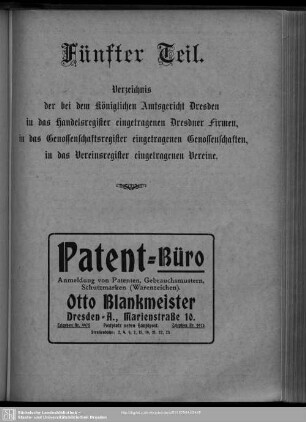 Fünfter Teil.
Verzeichnis
der bei dem Königlichen Amtsgericht Dresden
in das Handelsregister eingetragenen Dresdner Firmen,
in das Genossenschaftsregister eingetragenen Genossenschaften,
in das Vereinsregister eingetragenen Vereine.
Patent=Büro
Anmeldung von Patenten, Gebrauchsmustern,
Schutzmarken (Warenzeichen).
Otto Blankmeister
Dresden-A., Marienstraße 10.